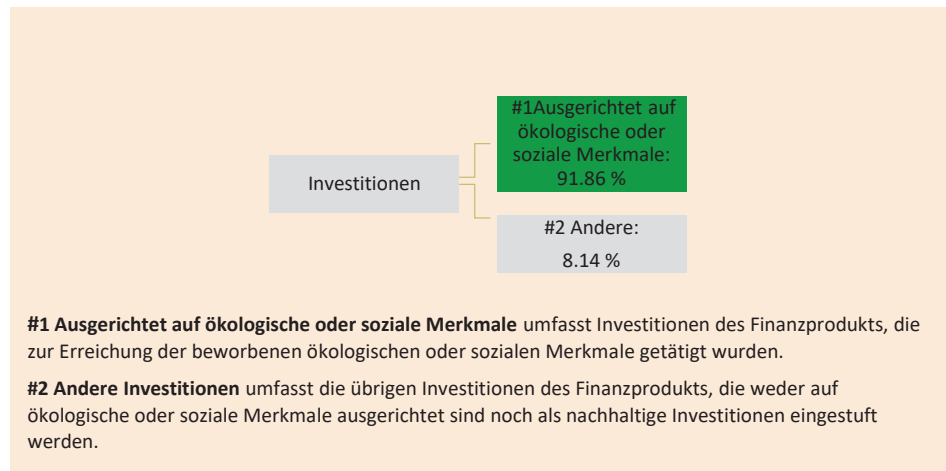 #1Ausgerichtet auf
ökologische oder
soziale Merkmale:
91.86 %
Investitionen
#2 Andere:
8.14 %
#1 Ausgerichtet auf ökologische oder soziale Merkmale umfasst Investitionen des Finanzprodukts, die
zur Erreichung der beworbenen ökologischen oder sozialen Merkmale getätigt wurden.
#2 Andere Investitionen umfasst die übrigen Investitionen des Finanzprodukts, die weder auf
ökologische oder soziale Merkmale ausgerichtet sind noch als nachhaltige Investitionen eingestuft
werden.